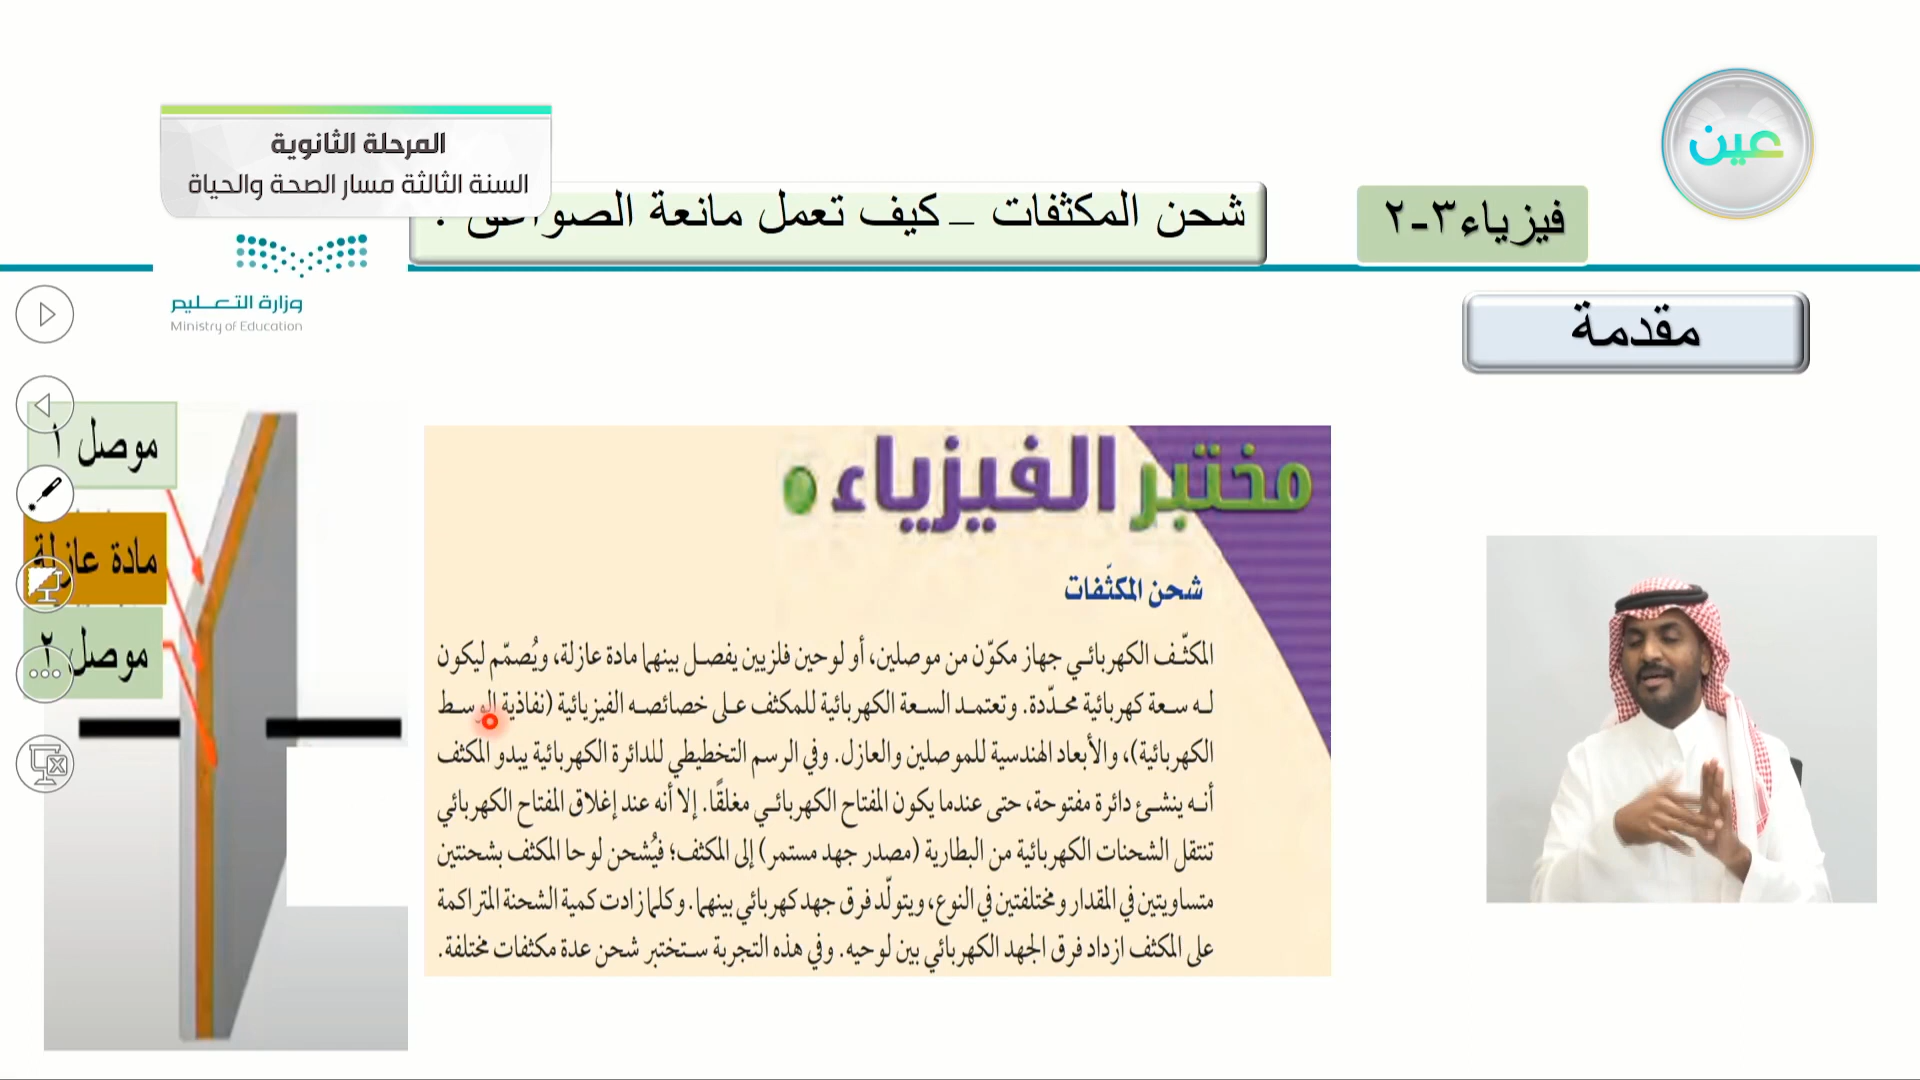 عين
المرحلة الثانوية
السنة الثالثة مسار الصحة والحياة
فيزياء٣-٢
شحن المكثفات – كيف تعمل مانعة الصواعق
وزارة التعليم
Ministry of Education
مقدمة
موصل ١
مادة عازلة
موصل ٢
مختبر الفيزياء
شحن المكثّفات
المكثّف الكهربائي جهاز مكوّن من موصلين، أو لوحين فلزيين يفصل بينهما مادة عازلة، ويُصمّم ليكون
له سعة كهربائية محدّدة. وتعتمد السعة الكهربائية للمكثف على خصائصه الفيزيائية (نفاذية الوسط
الكهربائية)، والأبعاد الهندسية للموصلين والعازل. وفي الرسم التخطيطي للدائرة الكهربائية يبدو المكثف
أنه ينشئ دائرة مفتوحة، حتى عندما يكون المفتاح الكهربائي مغلقًا. إلا أنه عند إغلاق المفتاح الكهربائي
تنتقل الشحنات الكهربائية من البطارية (مصدر جهد مستمر) إلى المكثف؛ فيُشحن لوحا المكثف بشحنتين
متساويتين في المقدار ومختلفتين في النوع، ويتولّد فرق جهد كهربائي بينهما. وكلما زادت كمية الشحنة المتراكمة
على المكثف ازداد فرق الجهد الكهربائي بين لوحيه. وفي هذه التجربة ستختبر شحن عدة مكثفات مختلفة.